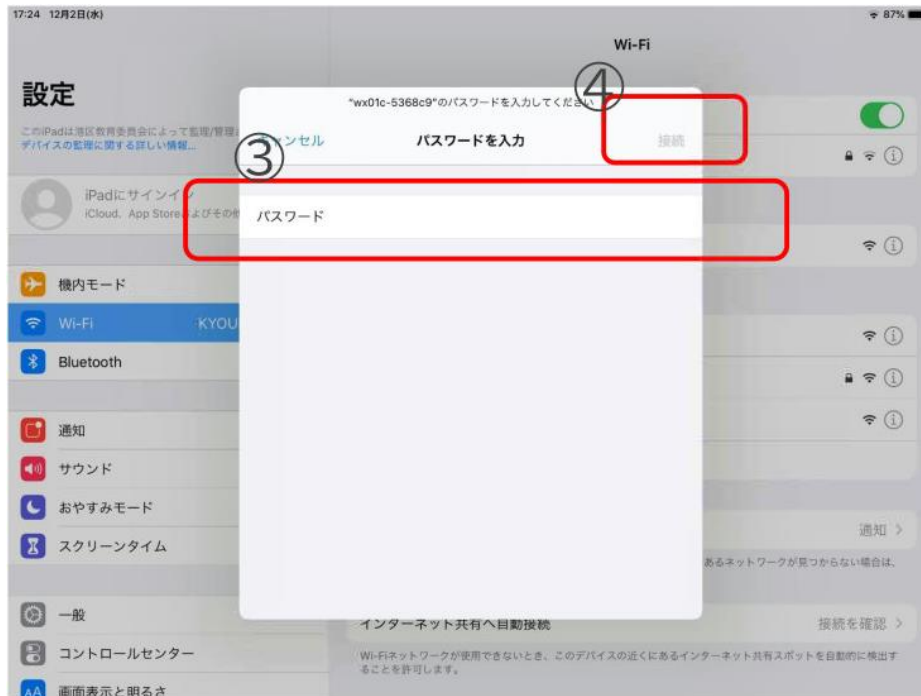 17:24 12月2日(水)
87%
Wi-Fi
設定
④
"wx01c-5368c9"のパスワードを入力してください
このiPadは港区教育委員会によって監理/管理
デバイスの監理に関する詳しい情報...
③
ンセル
パスワードを入力
接続
iPadにサインイン
iCloud、App Storeおよびその他
パスワード
機内モード
Wi-Fi
KYOU
Bluetooth
通知
サウンド
おやすみモード
スクリーンタイム
通知
あるネットワークが見つからない場合は、
一般
インターネット共有へ自動接続
接続を確認
コントロールセンター
Wi-Fiネットワークが使用できないとき、このデバイスの近くにあるインターネット共有スポットを自動的に検出す
ることを許可します。
AA 画面表示と明るさ